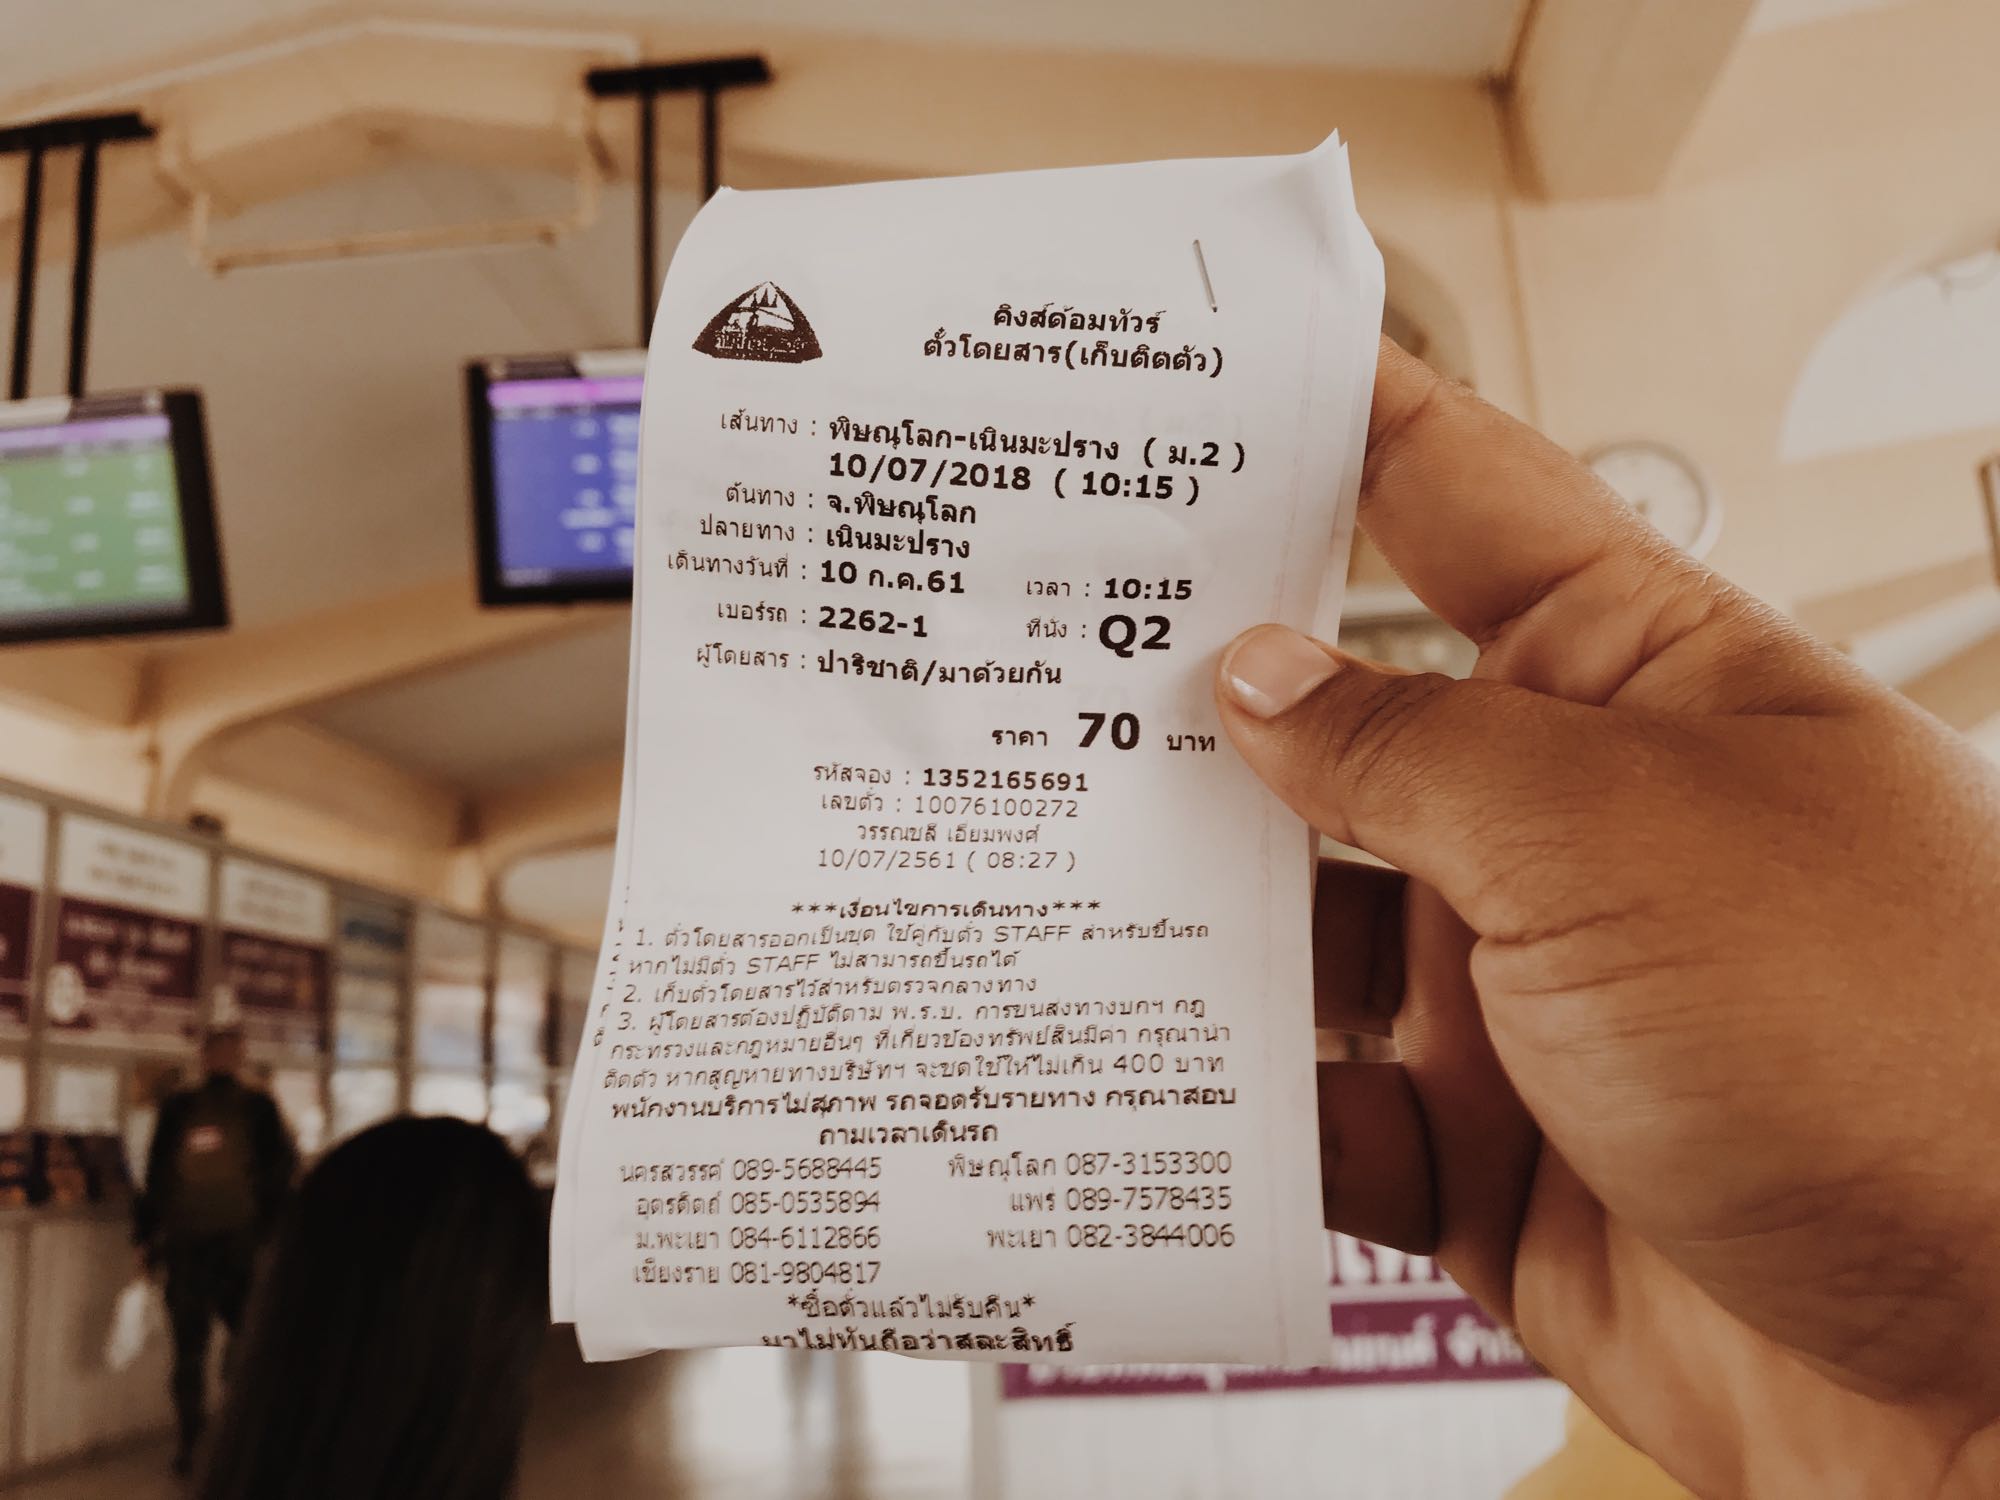 คิงส์ด้อมทัวร์
ตั๋วโดยสาร(เก็บติดตัว)
เส้นทาง : พิษณุโลก-เนินมะปราง ( ม.2 )
10/07/2018 ( 10:15 )
ต้นทาง : จ.พิษณุโลก
ปลายทาง : เนินมะปราง
เดินทางวันที่ : 10 ก.ค.61 เวลา : 10:15
เบอร์รถ : 2262-1 ที่นั่ง : Q2
ผู้โดยสาร : ปาริชาติ/มาด้วยกัน
ราคา 70 บาท
รหัสจอง : 1352165691
เลขตั๋ว : 10076100272
วรรณชลี เอี่ยมพงศ์
10/07/2561 ( 08:27 )
***เงื่อนไขการเดินทาง***
1. ตั๋วโดยสารออกเป็นชุด ใช้คู่กับตั๋ว STAFF สำหรับขึ้นรถ
หากไม่มีตั๋ว STAFF ไม่สามารถขึ้นรถได้
2. เก็บตั๋วโดยสารไว้สำหรับตรวจกลางทาง
3. ผู้โดยสารต้องปฏิบัติตาม พ.ร.บ. การขนส่งทางบกฯ กฎ
กระทรวงและกฎหมายอื่นๆ ที่เกี่ยวข้องทรัพย์สินมีค่า กรุณานำ
ติดตัว หากสูญหายทางบริษัทฯ จะชดใช้ให้ไม่เกิน 400 บาท
พนักงานบริการไม่สุภาพ รถจอดรับรายทาง กรุณาสอบ
ถามเวลาเดินรถ
นครสวรรค์ 089-5688445 พิษณุโลก 087-3153300
อุตรดิตถ์ 085-0535894 แพร่ 089-7578435
ม.พะเยา 084-6112866 พะเยา 082-3844006
เชียงราย 081-9804817
*ซื้อตั๋วแล้วไม่รับคืน*
มาไม่ทันถือว่าสละสิทธิ์